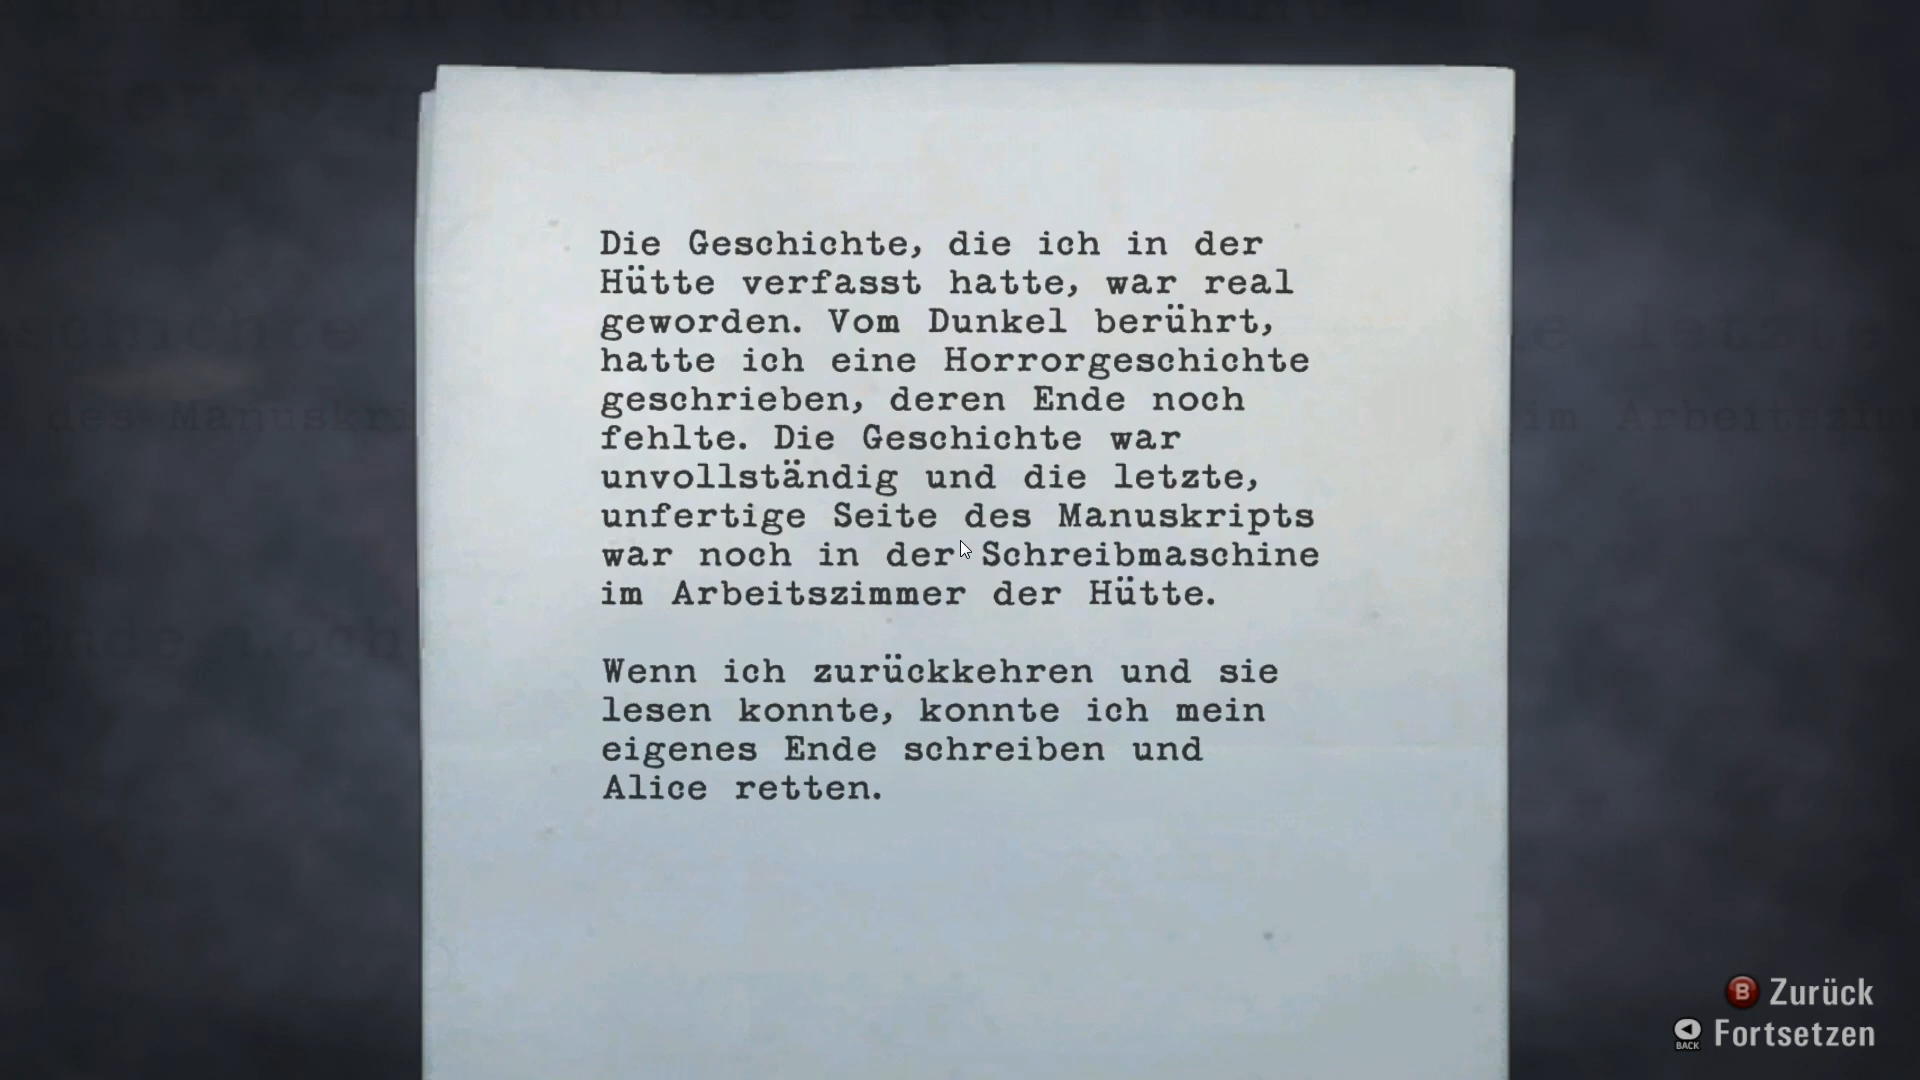 Die Geschichte, die ich in der
Hütte verfasst hatte, war real
geworden. Vom Dunkel berührt,
hatte ich eine Horrorgeschichte
geschrieben, deren Ende noch
fehlte. Die Geschichte war
unvollständig und die letzte,
unfertige Seite des Manuskripts
war noch in der Schreibmaschine
im Arbeitszimmer der Hütte.
Wenn ich zurückkehren und sie
lesen konnte, konnte ich mein
eigenes Ende schreiben und
Alice retten.
B Zurück
BACK Fortsetzen